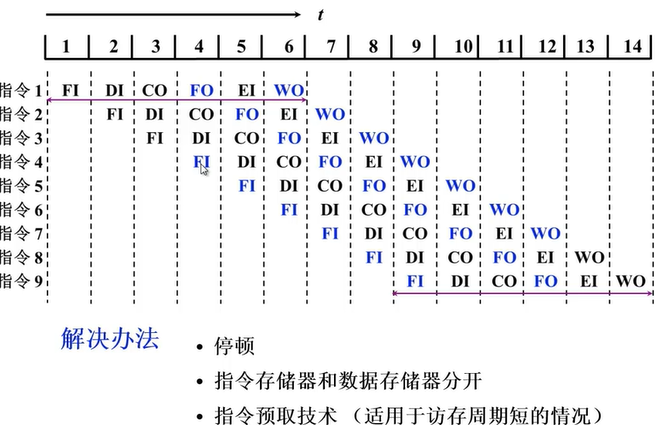 t
1 2 3 4 5 6 7 8 9 10 11 12 13 14
指令 1 FI DI CO FO EI WO
指令 2 FI DI CO FO EI WO
指令 3 FI DI CO FO EI WO
指令 4 FI DI CO FO EI WO
指令 5 FI DI CO FO EI WO
指令 6 FI DI CO FO EI WO
指令 7 FI DI CO FO EI WO
指令 8 FI DI CO FO EI WO
指令 9 FI DI CO FO EI WO
解决办法
• 停顿
• 指令存储器和数据存储器分开
• 指令预取技术 （适用于访存周期短的情况）